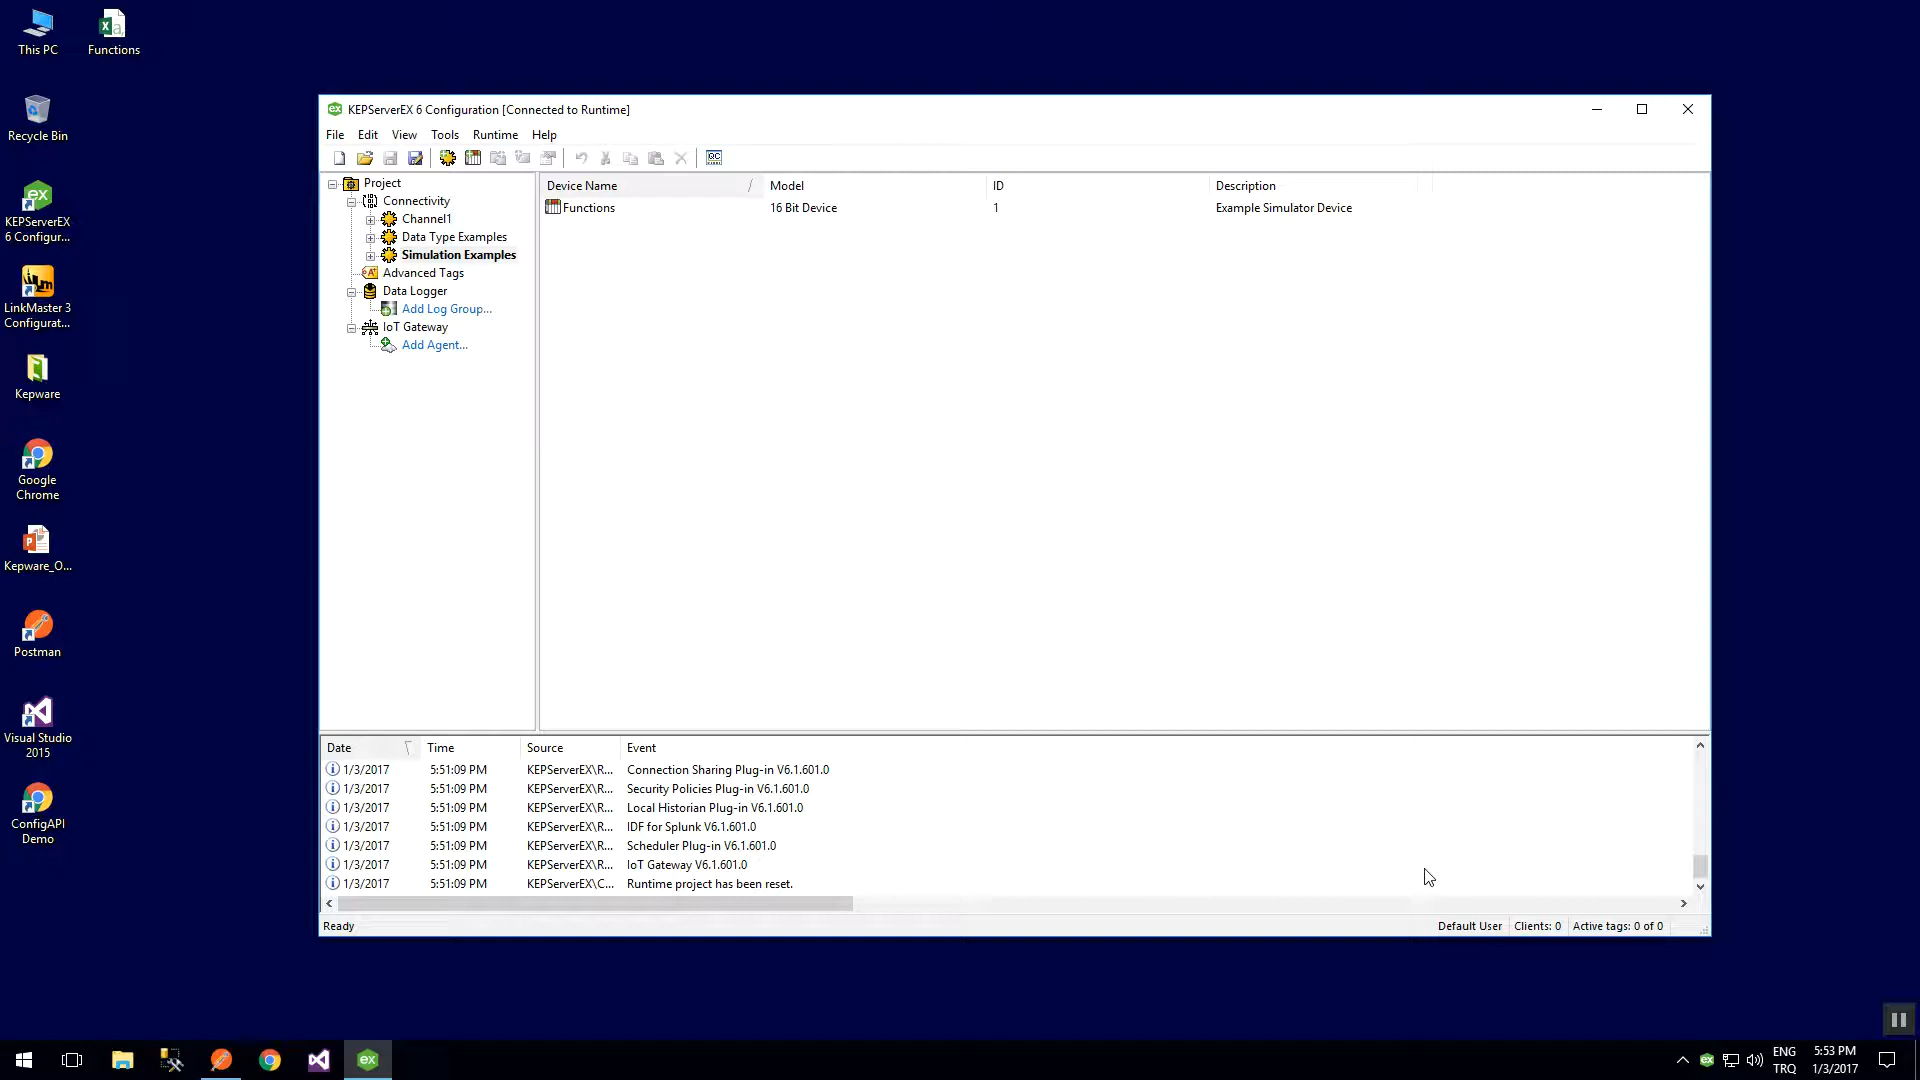 This PC
Functions
Recycle Bin
KEPServerEX
6 Configur...
LinkMaster 3
Configurat...
Kepware
Google
Chrome
Kepware_O...
Postman
Visual Studio
2015
ConfigAPI
Demo
KEPServerEX 6 Configuration [Connected to Runtime]
File Edit View Tools Runtime Help
Project
Connectivity
Channel1
Data Type Examples
Simulation Examples
Advanced Tags
Data Logger
Add Log Group...
IoT Gateway
Add Agent...
Device Name Model ID Description
Functions 16 Bit Device 1 Example Simulator Device
Date Time Source Event
1/3/2017 5:51:09 PM KEPServerEX\R... Connection Sharing Plug-in V6.1.601.0
1/3/2017 5:51:09 PM KEPServerEX\R... Security Policies Plug-in V6.1.601.0
1/3/2017 5:51:09 PM KEPServerEX\R... Local Historian Plug-in V6.1.601.0
1/3/2017 5:51:09 PM KEPServerEX\R... IDF for Splunk V6.1.601.0
1/3/2017 5:51:09 PM KEPServerEX\R... Scheduler Plug-in V6.1.601.0
1/3/2017 5:51:09 PM KEPServerEX\R... IoT Gateway V6.1.601.0
1/3/2017 5:51:09 PM KEPServerEX\C... Runtime project has been reset.
Ready Default User Clients: 0 Active tags: 0 of 0
ENG 5:53 PM
TRQ 1/3/2017